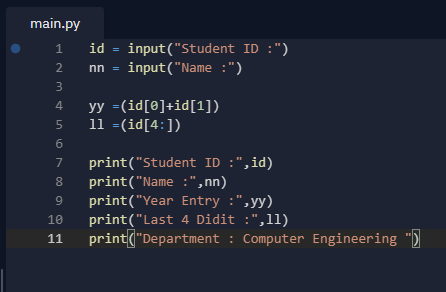 main.py
1 id = input("Student ID :")
2 nn = input("Name :")
3
4 yy =(id[0]+id[1])
5 ll =(id[4:])
6
7 print("Student ID :",id)
8 print("Name :",nn)
9 print("Year Entry :",yy)
10 print("Last 4 Didit :",ll)
11 print("Department : Computer Engineering ")